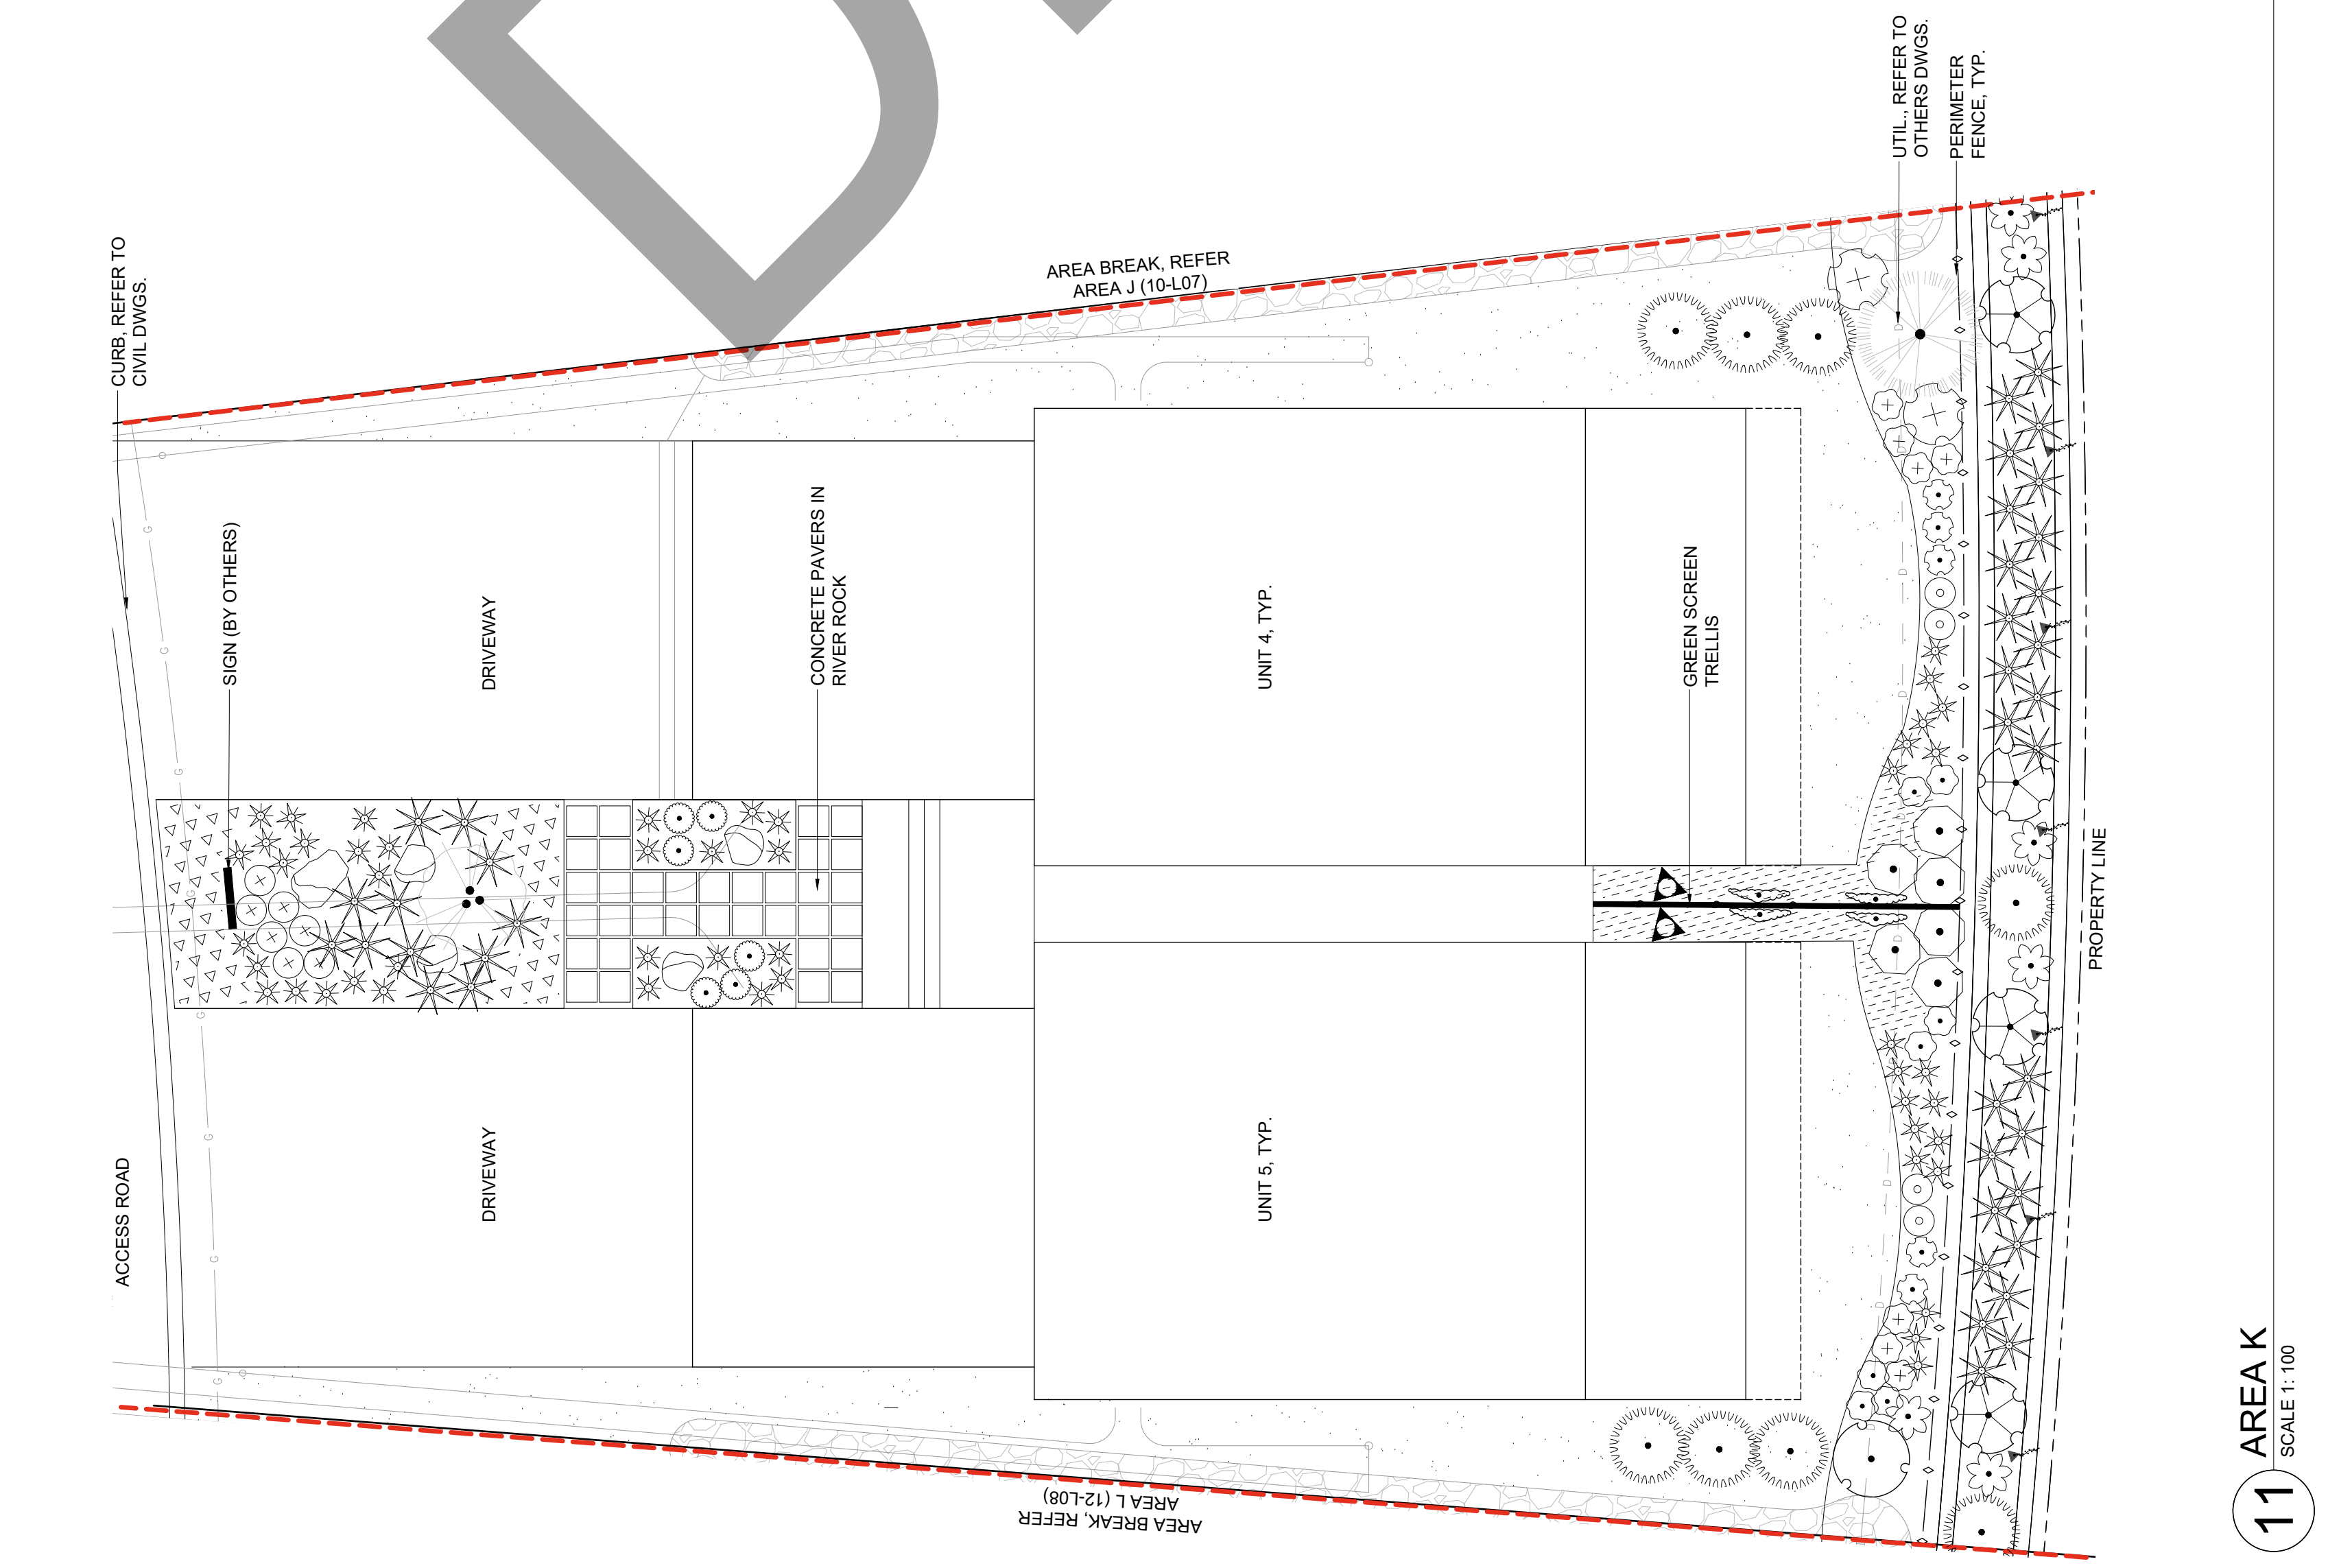 CURB, REFER TO
CIVIL DWGS.
ACCESS ROAD
SIGN (BY OTHERS)
DRIVEWAY
DRIVEWAY
CONCRETE PAVERS IN
RIVER ROCK
AREA BREAK, REFER
AREA J (10-L07)
AREA BREAK, REFER
AREA L (12-L08)
UNIT 4, TYP.
UNIT 5, TYP.
GREEN SCREEN
TRELLIS
UTIL., REFER TO
OTHERS DWGS.
PERIMETER
FENCE, TYP.
PROPERTY LINE
G
G
G
G
G
G
G
G
G
D
D
D
D
D
D
D
D
11
AREA K
SCALE 1: 100